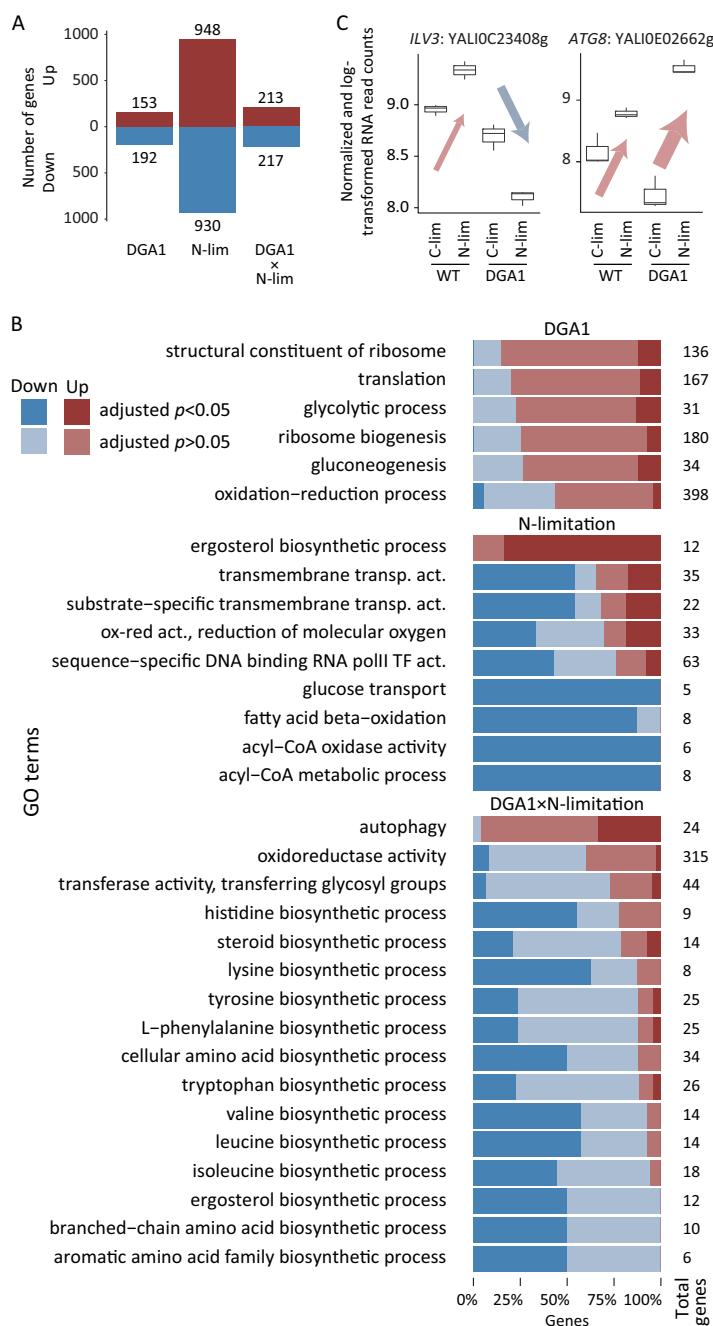 A
Number of genes
Down Up
1000
500
0
500
1000
153
192
948
930
213
217
DGA1
N-lim
DGA1
×
N-lim
C
ILV3: YALI0C23408g
ATG8: YALI0E02662g
Normalized and log-
transformed RNA read counts
9.0
8.5
8.0
C-lim
N-lim
C-lim
N-lim
WT
DGA1
9
8
C-lim
N-lim
C-lim
N-lim
WT
DGA1
B
Down Up
adjusted p<0.05
adjusted p>0.05
GO terms
DGA1
structural constituent of ribosome 136
translation 167
glycolytic process 31
ribosome biogenesis 180
gluconeogenesis 34
oxidation−reduction process 398
N-limitation
ergosterol biosynthetic process 12
transmembrane transp. act. 35
substrate−specific transmembrane transp. act. 22
ox-red act., reduction of molecular oxygen 33
sequence−specific DNA binding RNA polII TF act. 63
glucose transport 5
fatty acid beta−oxidation 8
acyl−CoA oxidase activity 6
acyl−CoA metabolic process 8
DGA1×N-limitation
autophagy 24
oxidoreductase activity 315
transferase activity, transferring glycosyl groups 44
histidine biosynthetic process 9
steroid biosynthetic process 14
lysine biosynthetic process 8
tyrosine biosynthetic process 25
L−phenylalanine biosynthetic process 25
cellular amino acid biosynthetic process 34
tryptophan biosynthetic process 26
valine biosynthetic process 14
leucine biosynthetic process 14
isoleucine biosynthetic process 18
ergosterol biosynthetic process 12
branched−chain amino acid biosynthetic process 10
aromatic amino acid family biosynthetic process 6
0% 25% 50% 75% 100%
Genes
Total
genes